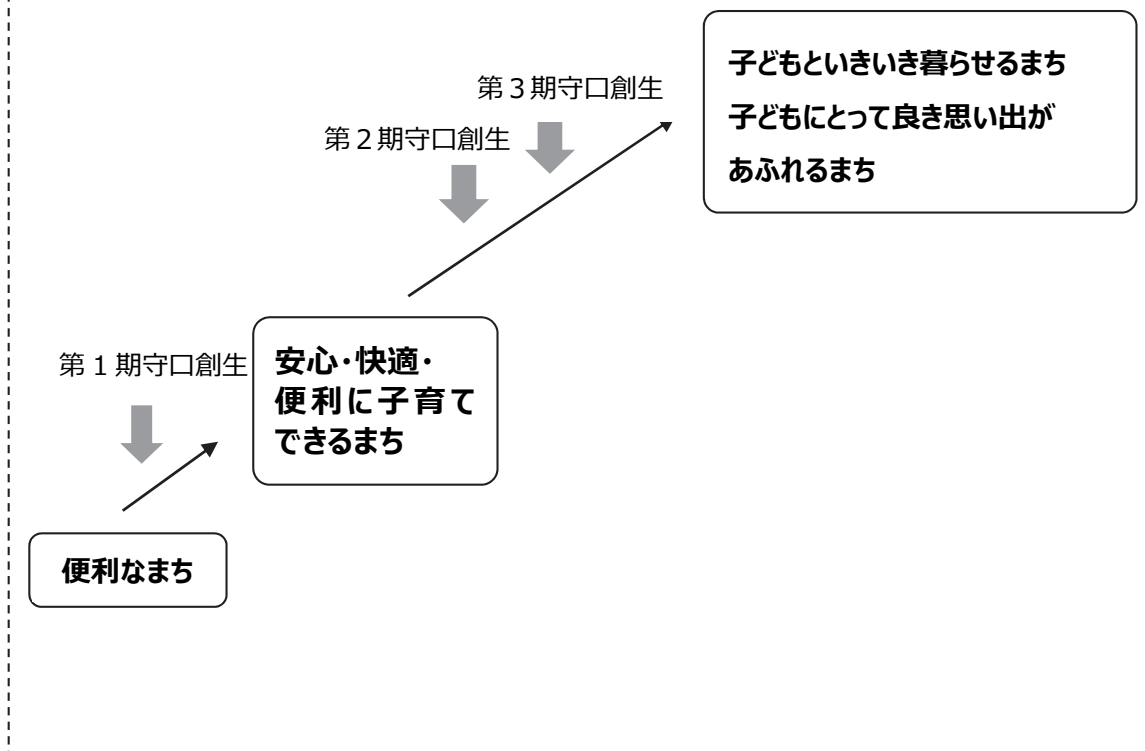 子どもといきいき暮らせるまち
子どもにとって良き思い出が
あふれるまち
第3期守口創生
第2期守口創生
第1期守口創生
安心・快適・
便利に子育て
できるまち
便利なまち